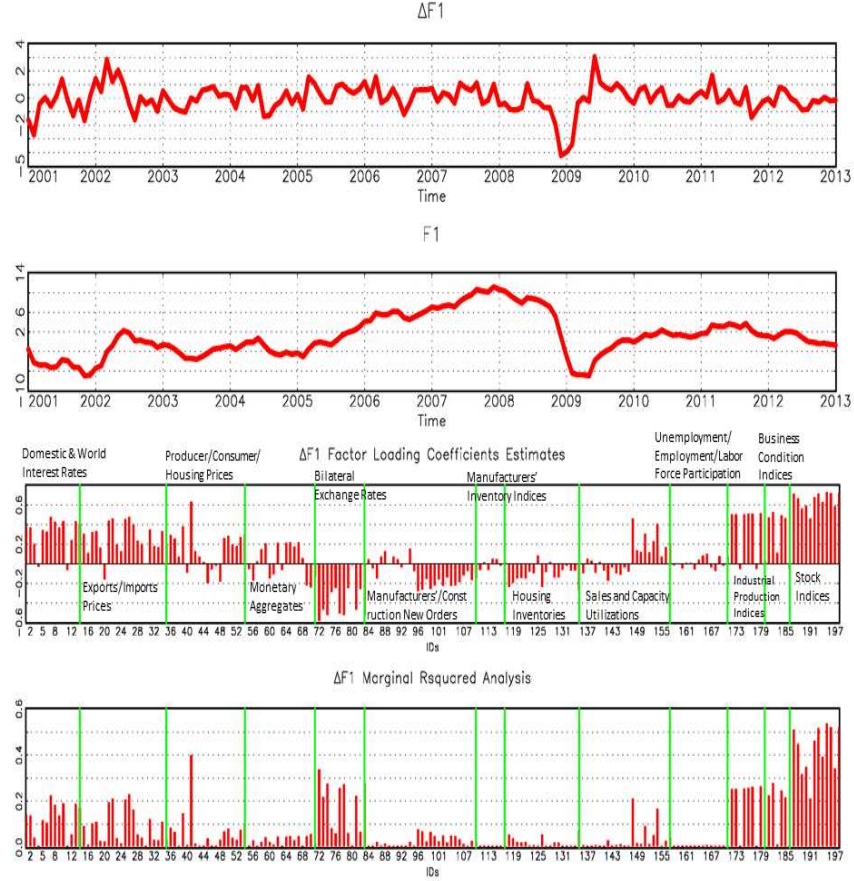 ΔF1
4
2
0
−2
−5
2001 2002 2003 2004 2005 2006 2007 2008 2009 2010 2011 2012 2013
Time
F1
14
6
2
−10
2001 2002 2003 2004 2005 2006 2007 2008 2009 2010 2011 2012 2013
Time
ΔF1 Factor Loading Coefficients Estimates
Domestic & World
Interest Rates
Producer/Consumer/
Housing Prices
Bilateral
Exchange Rates
Manufacturers'
Inventory Indices
Unemployment/
Employment/Labor
Force Participation
Business
Condition
Indices
0.6
0.2
−0.2
−0.6
Exports/Imports
Prices
Monetary
Aggregates
Manufacturers'/Const
ruction New Orders
Housing
Inventories
Sales and Capacity
Utilizations
Industrial
Production
Indices
Stock
Indices
2 8 12 18 24 28 32 36 40 44 48 52 56 60 64 68 72 76 80 84 88 92 96 101 107 113 119 125 131 137 143 149 155 161 167 173 179 185 191 197
IDs
ΔF1 Marginal Rsquared Analysis
0.6
0.4
0.2
0.0
2 8 12 18 24 28 32 36 40 44 48 52 56 60 64 68 72 76 80 84 88 92 96 101 107 113 119 125 131 137 143 149 155 161 167 173 179 185 191 197
IDs